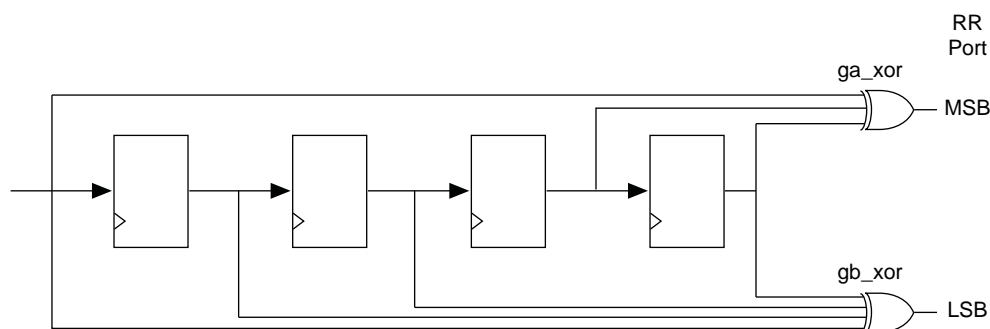 RR
Port
ga_xor
MSB
gb_xor
LSB